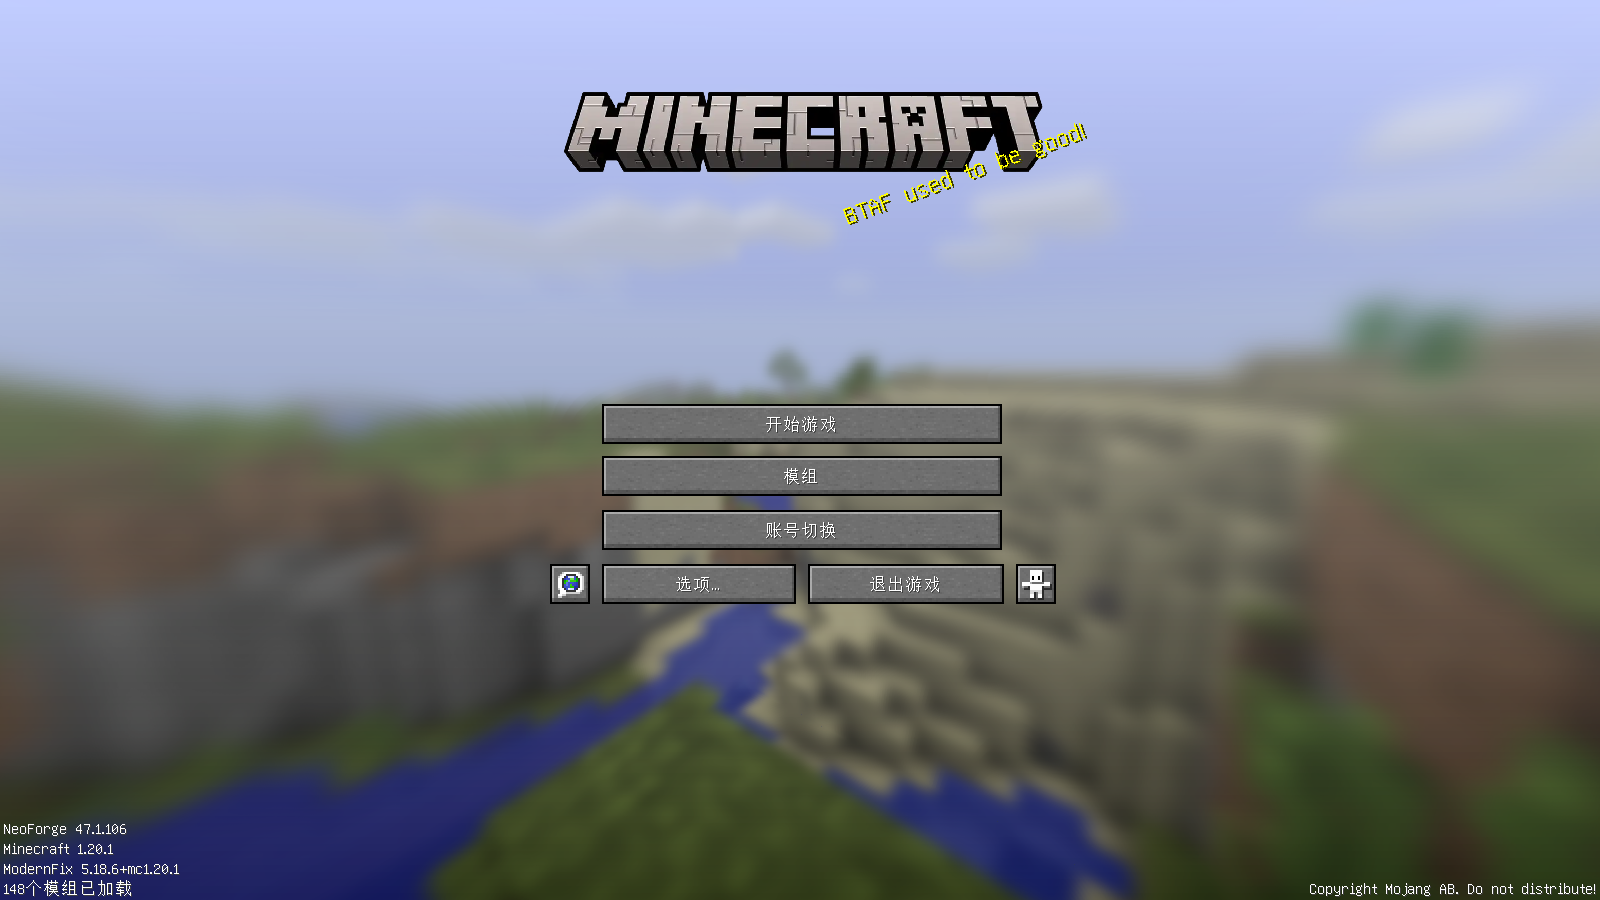 MINECRAFT
BTAF used to be good!
开始游戏
模组
账号切换
选项...
退出游戏
NeoForge 47.1.106
Minecraft 1.20.1
ModernFix 5.18.6+mc1.20.1
148个模组已加载
Copyright Mojang AB. Do not distribute!